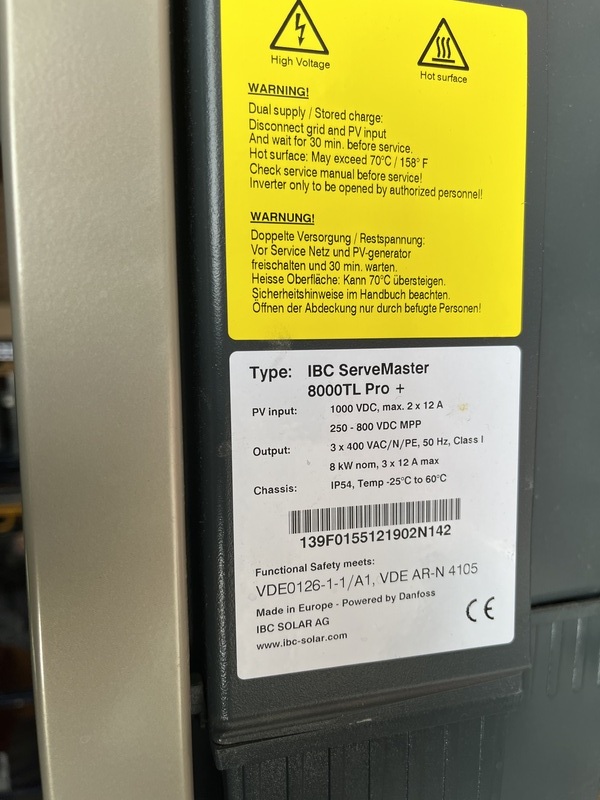 High Voltage
Hot surface
WARNING!
Dual supply / Stored charge:
Disconnect grid and PV input
And wait for 30 min. before service.
Hot surface: May exceed 70°C / 158° F
Check service manual before service!
Inverter only to be opened by authorized personnel!
WARNUNG!
Doppelte Versorgung / Restspannung:
Vor Service Netz und PV-generator
freischalten und 30 min. warten.
Heisse Oberfläche: Kann 70°C übersteigen.
Sicherheitshinweise im Handbuch beachten.
Öffnen der Abdeckung nur durch befugte Personen!
Type: IBC ServeMaster
8000TL Pro +
PV input: 1000 VDC, max. 2 x 12 A
250 - 800 VDC MPP
Output: 3 x 400 VAC/N/PE, 50 Hz, Class I
8 kW nom, 3 x 12 A max
Chassis: IP54, Temp -25°C to 60°C
139F0155121902N142
Functional Safety meets:
VDE0126-1-1/A1, VDE AR-N 4105
Made in Europe - Powered by Danfoss
IBC SOLAR AG
www.ibc-solar.com
CE